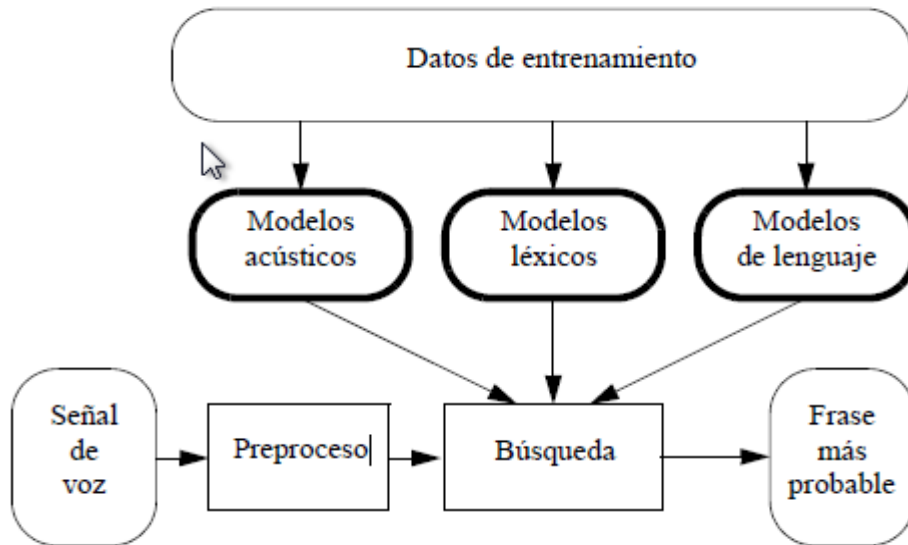 Datos de entrenamiento
Modelos
acústicos
Modelos
léxicos
Modelos
de lenguaje
Señal
de
voz
Preproceso
Búsqueda
Frase
más
probable